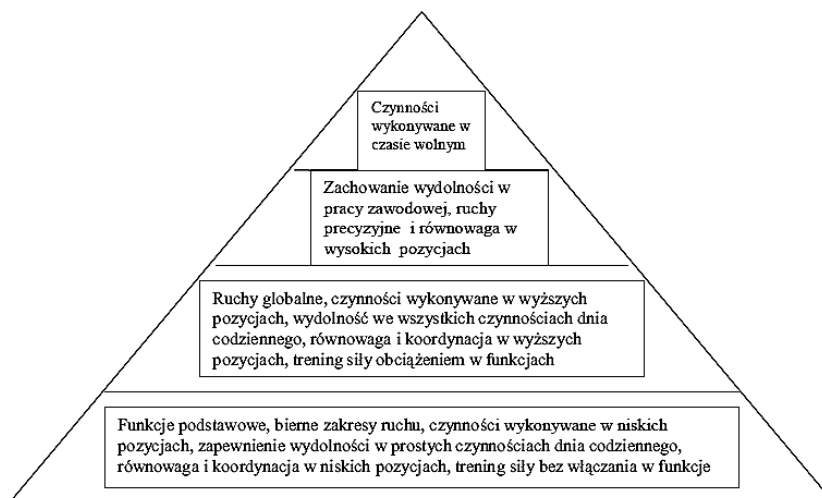 Czynności
wykonywane w
czasie wolnym
Zachowanie wydolności w
pracy zawodowej, ruchy
precyzyjne i równowaga w
wysokich pozycjach
Ruchy globalne, czynności wykonywane w wyższych
pozycjach, wydolność we wszystkich czynnościach dnia
codziennego, równowaga i koordynacja w wyższych
pozycjach, trening siły obciążeniem w funkcjach
Funkcje podstawowe, bierne zakresy ruchu, czynności wykonywane w niskich
pozycjach, zapewnienie wydolności w prostych czynnościach dnia codziennego,
równowaga i koordynacja w niskich pozycjach, trening siły bez włączania w funkcje